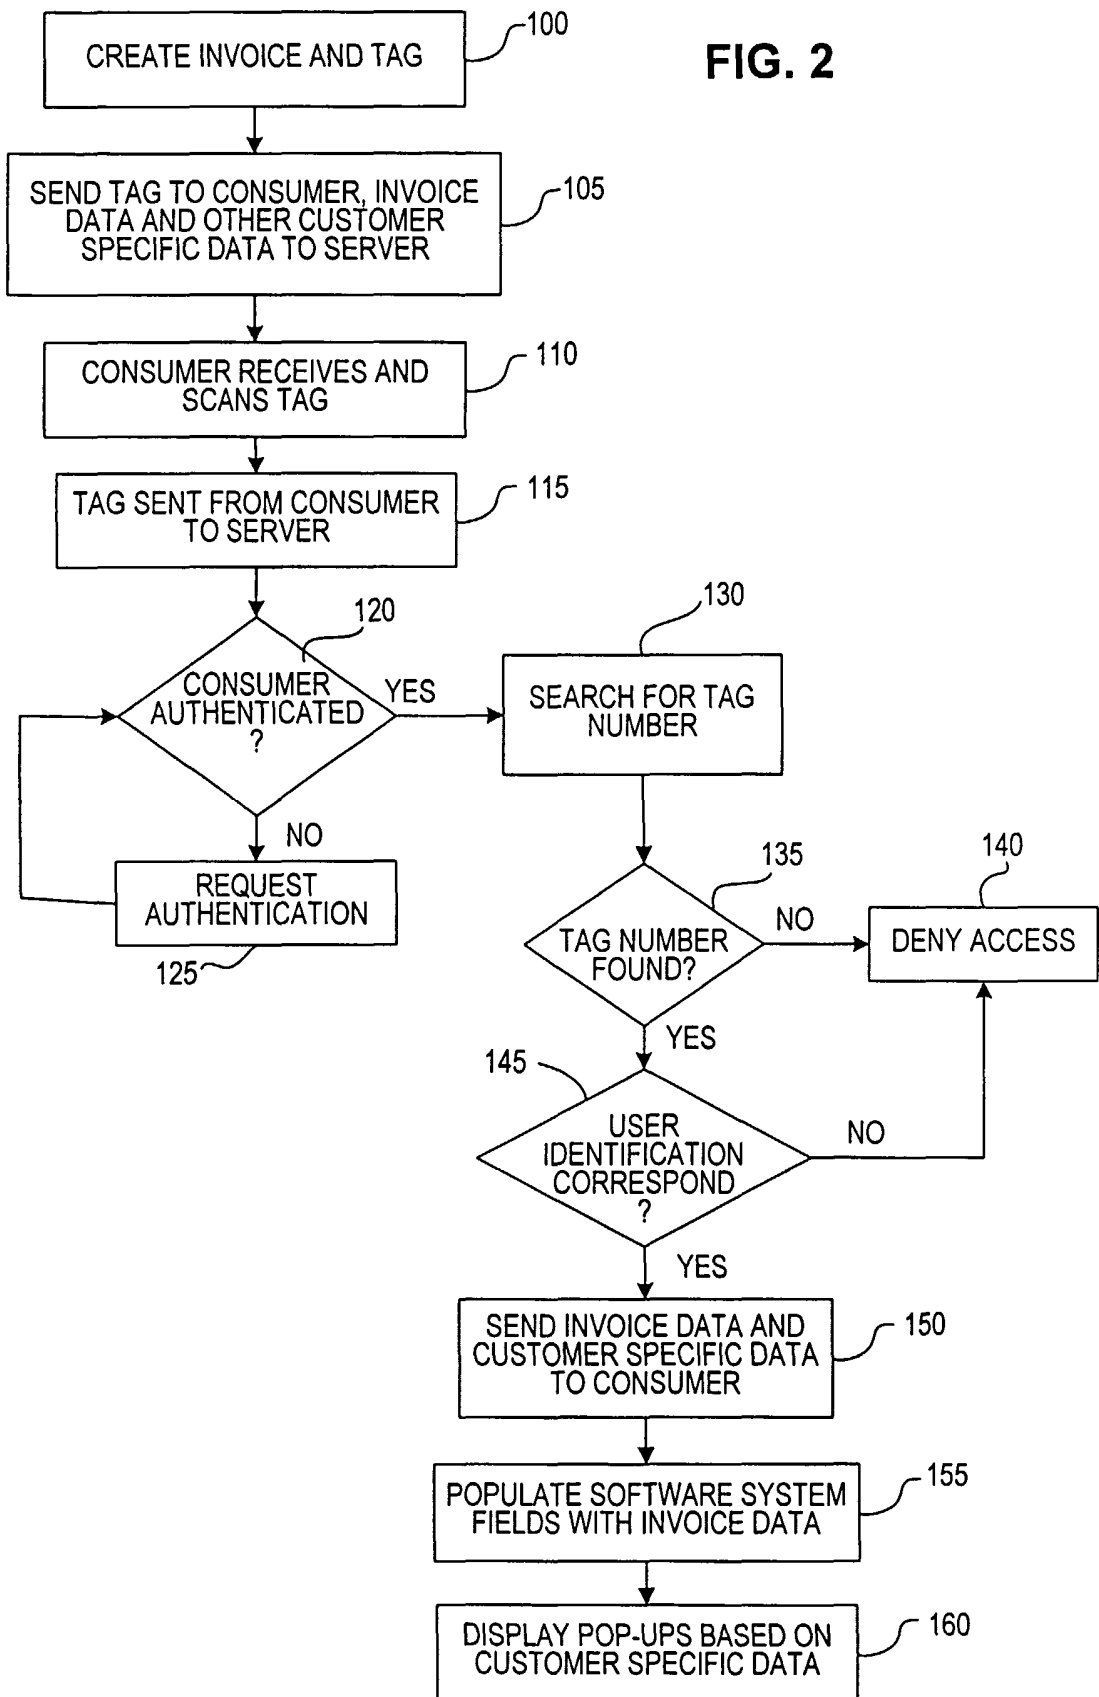 FIG. 2
100
CREATE INVOICE AND TAG
105
SEND TAG TO CONSUMER, INVOICE
DATA AND OTHER CUSTOMER
SPECIFIC DATA TO SERVER
110
CONSUMER RECEIVES AND
SCANS TAG
115
TAG SENT FROM CONSUMER
TO SERVER
120
CONSUMER
AUTHENTICATED
?
YES
NO
REQUEST
AUTHENTICATION
125
130
SEARCH FOR TAG
NUMBER
135
TAG NUMBER
FOUND?
NO
140
DENY ACCESS
YES
145
USER
IDENTIFICATION
CORRESPOND
?
NO
YES
SEND INVOICE DATA AND
CUSTOMER SPECIFIC DATA
TO CONSUMER
150
POPULATE SOFTWARE SYSTEM
FIELDS WITH INVOICE DATA
155
DISPLAY POP-UPS BASED ON
CUSTOMER SPECIFIC DATA
160